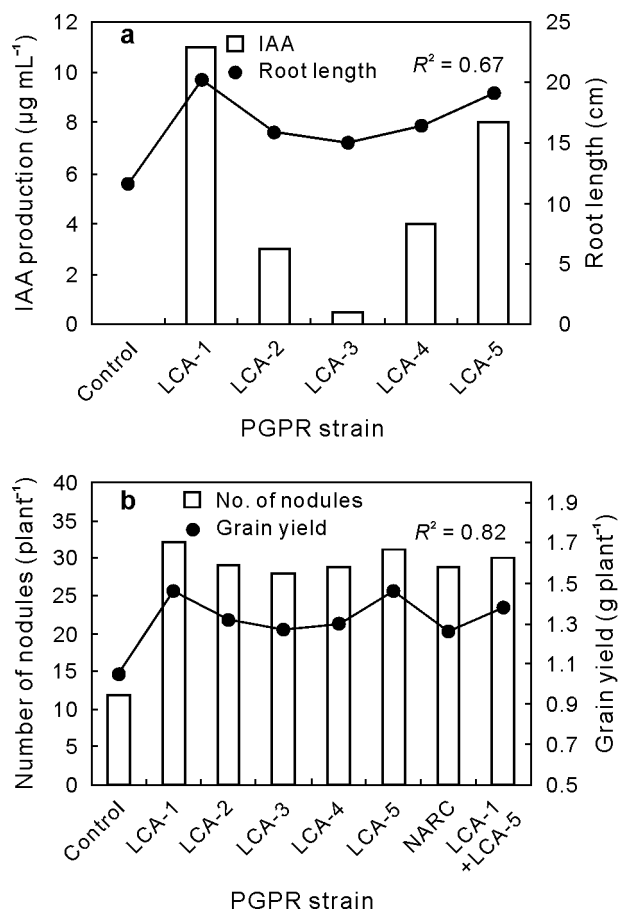 a
IAA
Root length
R² = 0.67
IAA production (µg mL⁻¹)
12
10
8
6
4
2
0
25
20
15
10
5
0
Root length (cm)
Control
LCA-1
LCA-2
LCA-3
LCA-4
LCA-5
PGPR strain
b
No. of nodules
Grain yield
R² = 0.82
Number of nodules (plant⁻¹)
40
35
30
25
20
15
10
5
0
1.9
1.7
1.5
1.3
1.1
0.9
0.7
0.5
Grain yield (g plant⁻¹)
Control
LCA-1
LCA-2
LCA-3
LCA-4
LCA-5
NARC
LCA-1
+LCA-5
PGPR strain